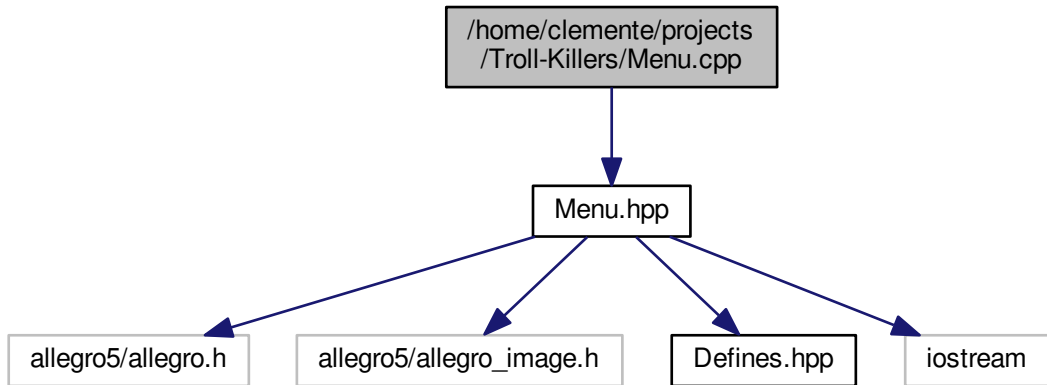 /home/clemente/projects
/Troll-Killers/Menu.cpp
Menu.hpp
allegro5/allegro.h
allegro5/allegro_image.h
Defines.hpp
iostream